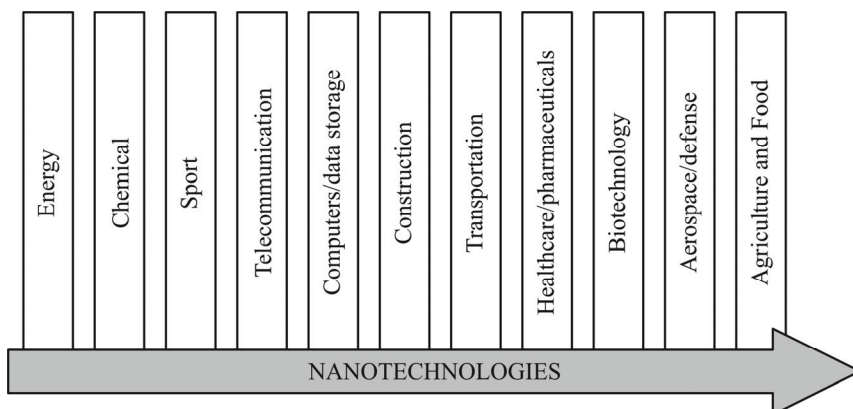 Energy
Chemical
Sport
Telecommunication
Computers/data storage
Construction
Transportation
Healthcare/pharmaceuticals
Biotechnology
Aerospace/defense
Agriculture and Food
NANOTECHNOLOGIES